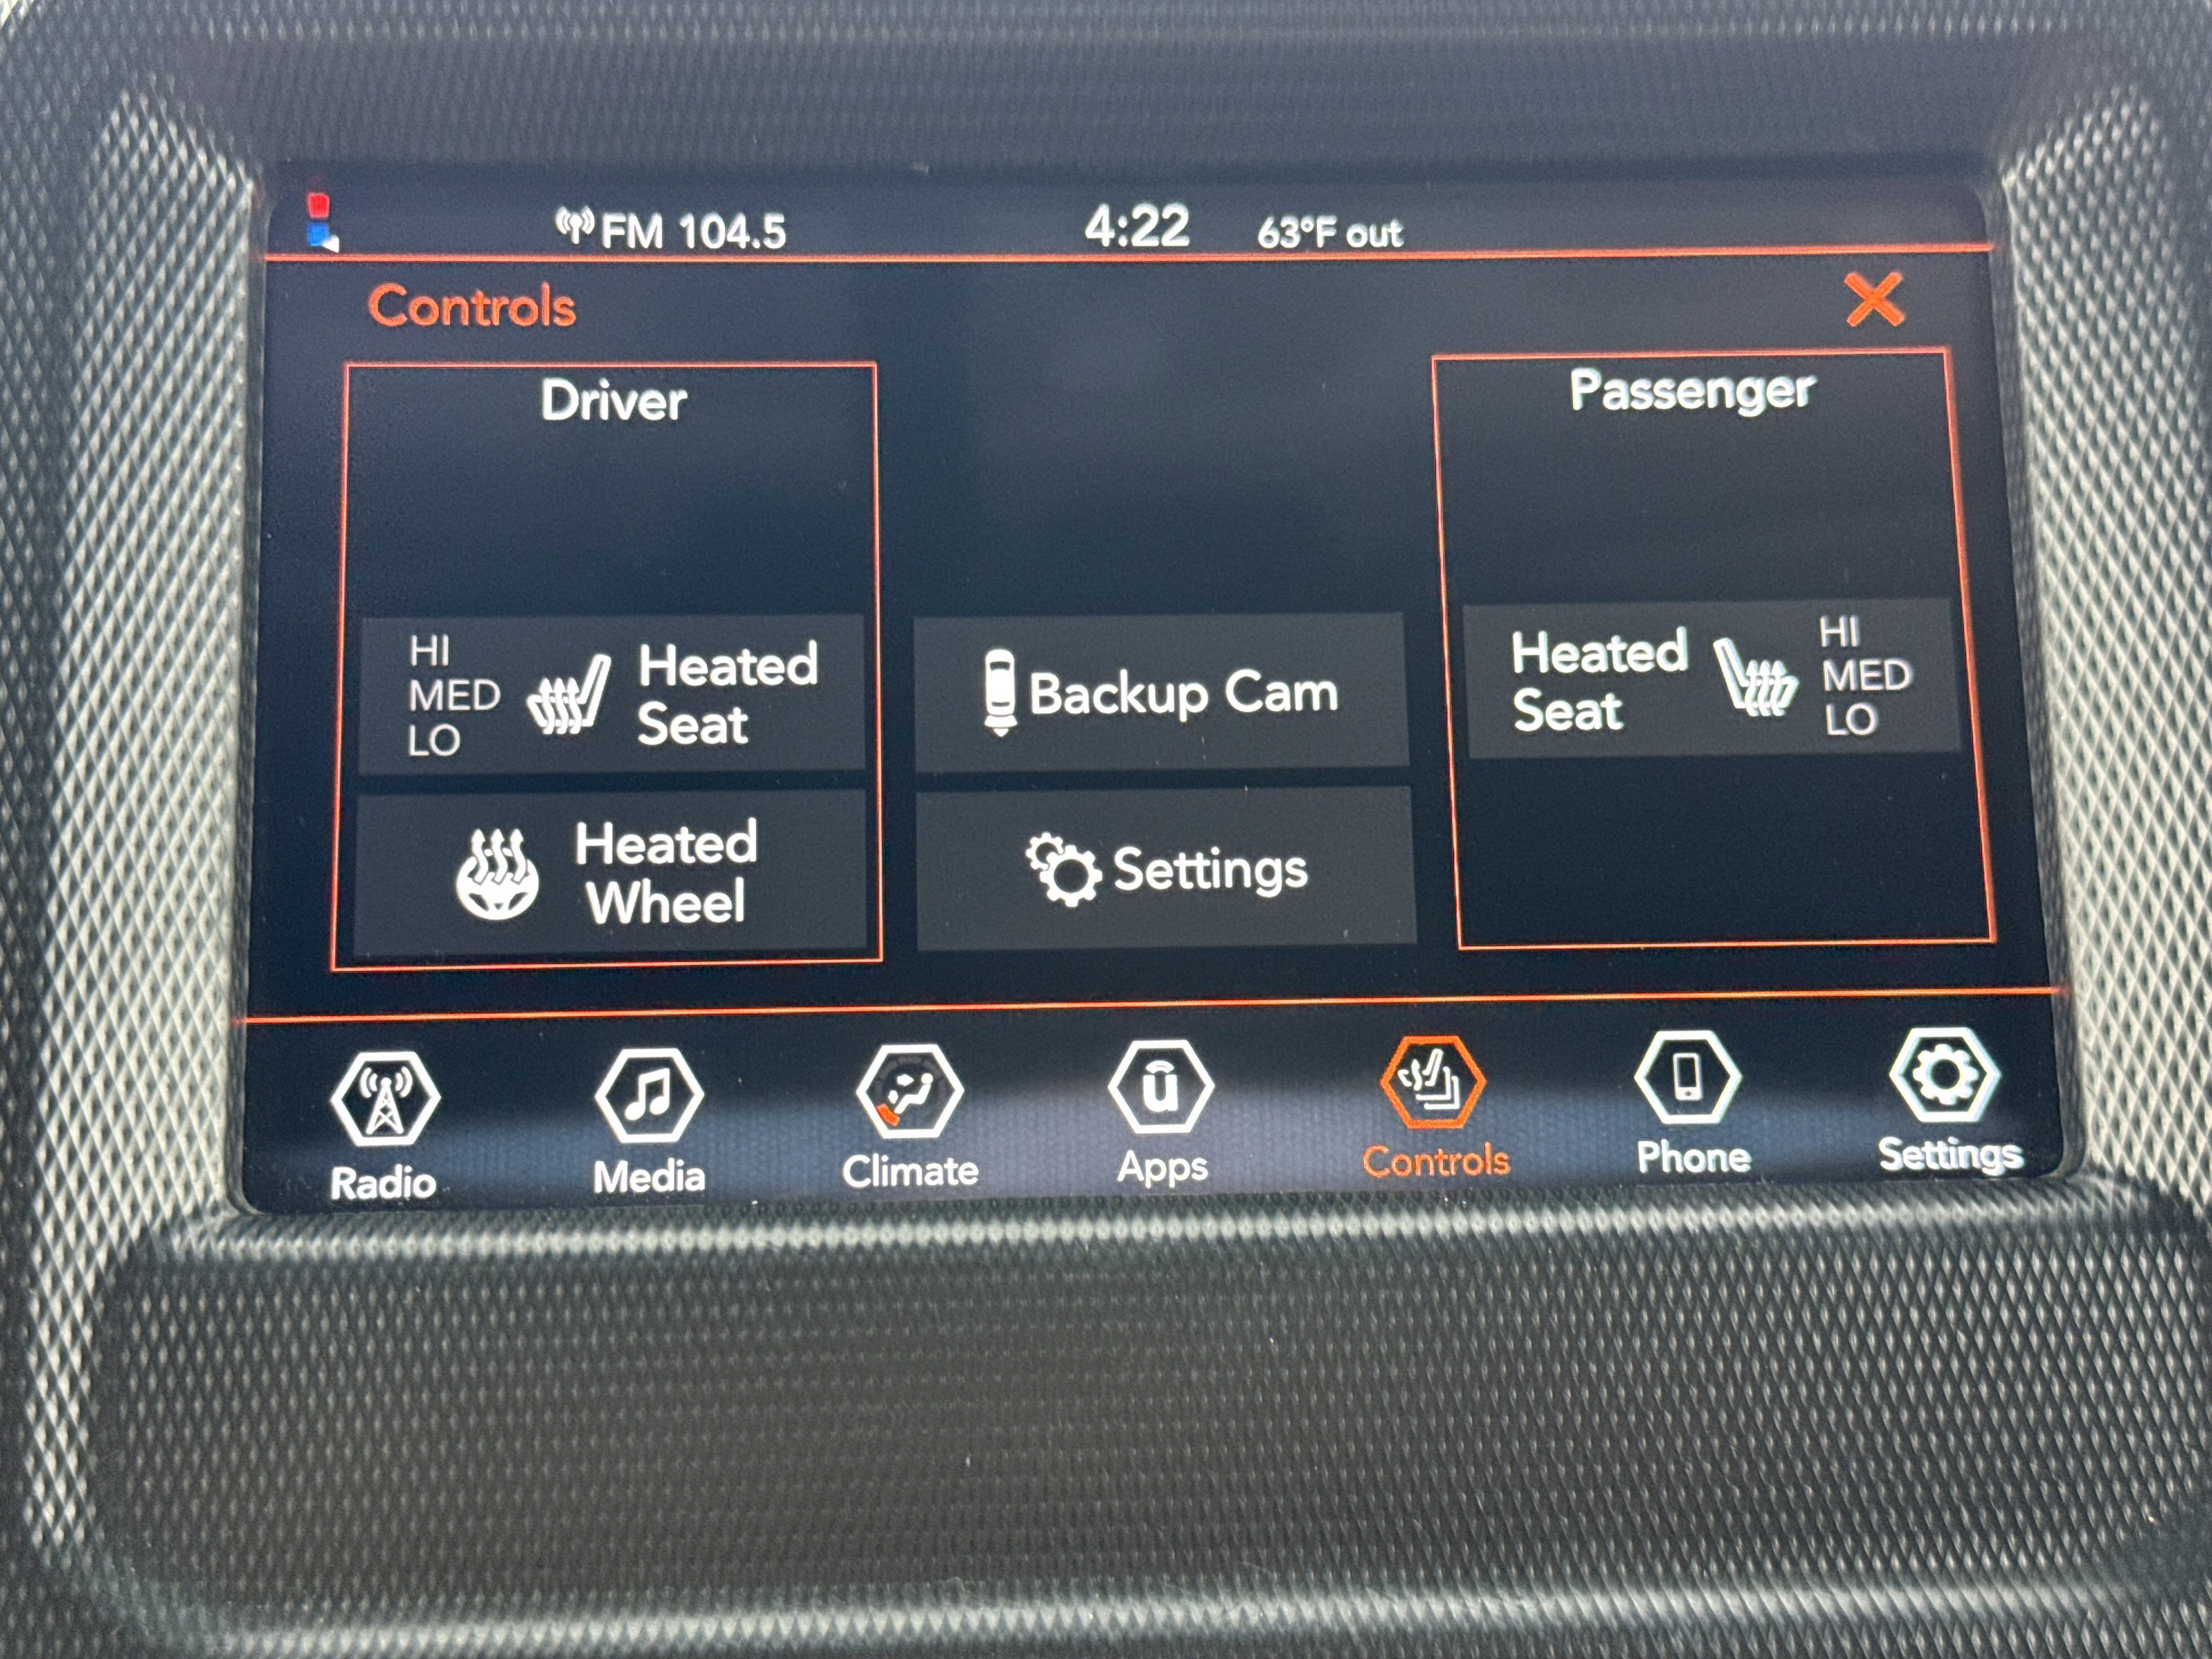 FM 104.5 4:22 63°F out
Controls
Driver
HI
MED
LO
Heated
Seat
Heated
Wheel
Backup Cam
Settings
Passenger
Heated
Seat
HI
MED
LO
Radio Media Climate Apps Controls Phone Settings